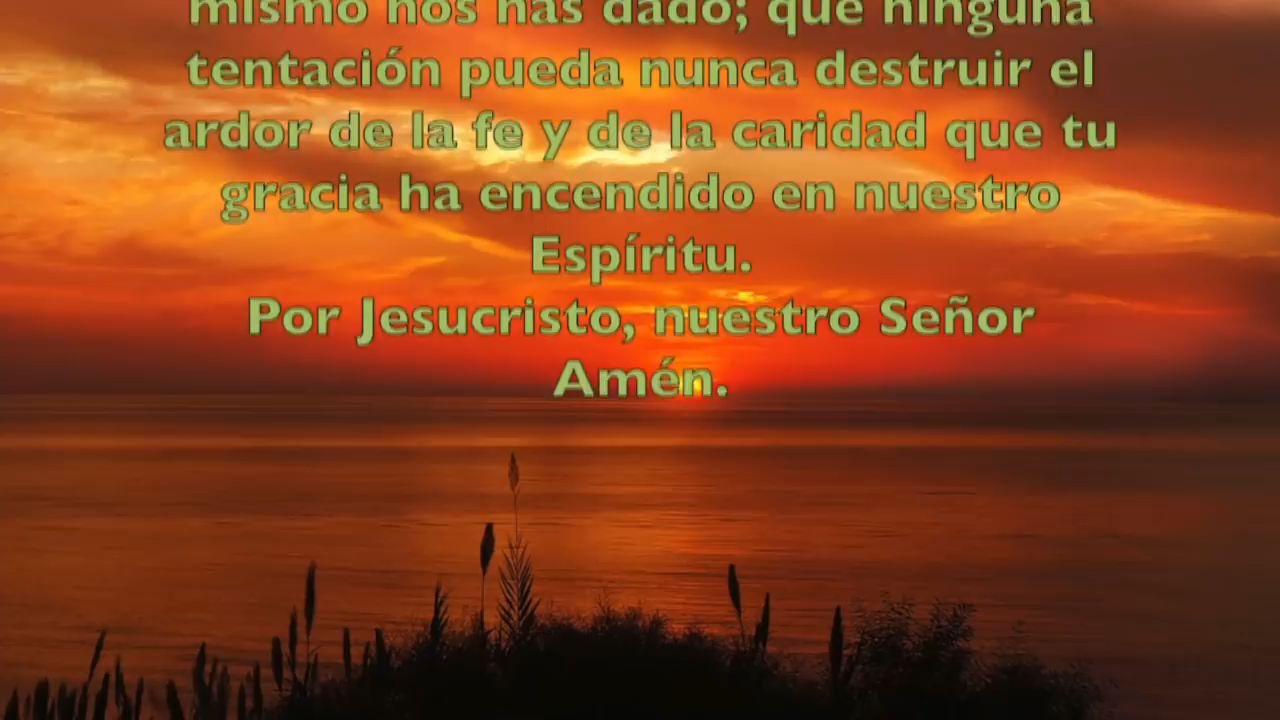 mismo nos has dado; que ninguna
tentación pueda nunca destruir el
ardor de la fe y de la caridad que tu
gracia ha encendido en nuestro
Espíritu.
Por Jesucristo, nuestro Señor
Amén.